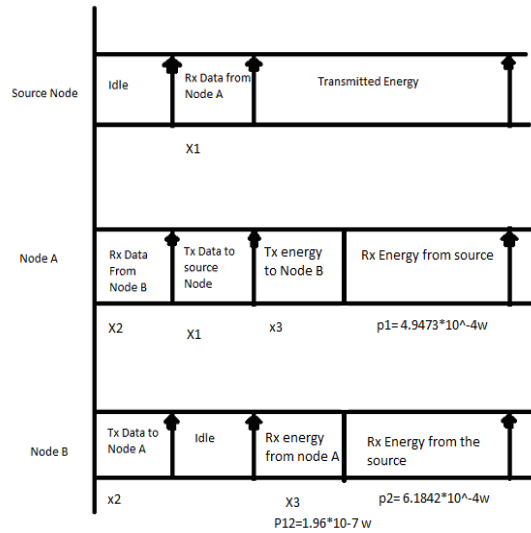 Source Node
Idle
Rx Data from
Node A
Transmitted Energy
X1
Node A
Rx Data
From
Node B
Tx Data to
source
Node
Tx energy
to Node B
Rx Energy from source
X2
X1
x3
p1= 4.9473*10^-4w
Node B
Tx Data to
Node A
Idle
Rx energy
from node A
Rx Energy from the
source
x2
X3
p2= 6.1842*10^-4w
P12=1.96*10-7 w